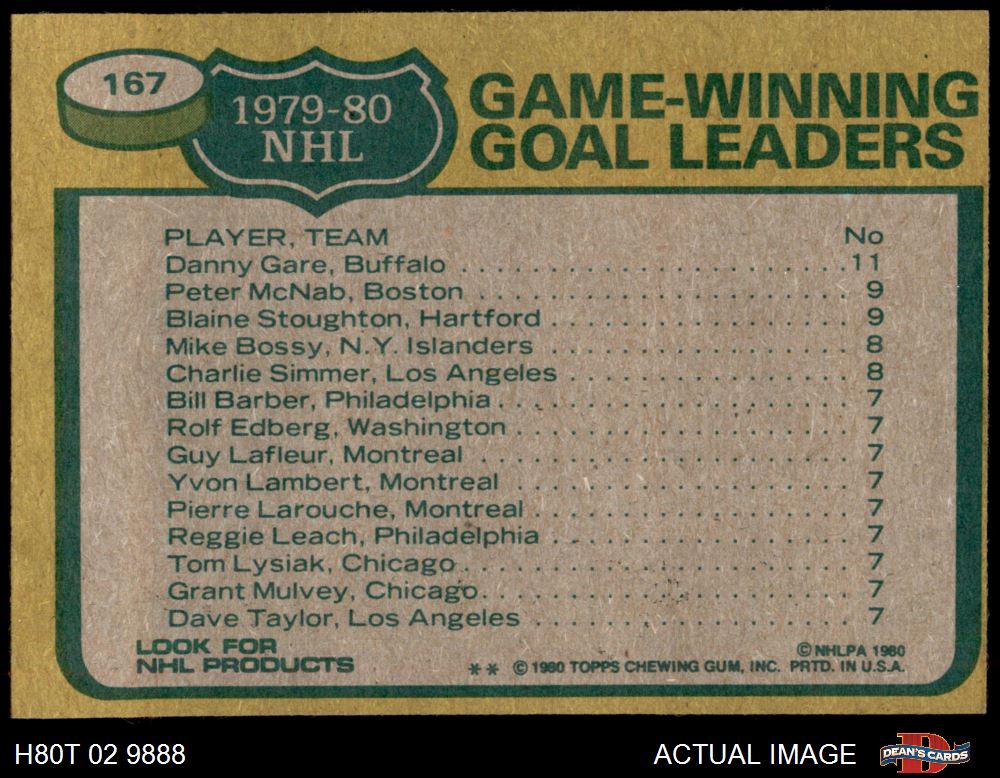 167
1979-80
NHL
GAME-WINNING
GOAL LEADERS
PLAYER, TEAM No
Danny Gare, Buffalo . . . . . . . . . . . . . . . . . . . . . . 11
Peter McNab, Boston . . . . . . . . . . . . . . . . . . . . . 9
Blaine Stoughton, Hartford . . . . . . . . . . . . . . . . . 9
Mike Bossy, N.Y. Islanders . . . . . . . . . . . . . . . . . 8
Charlie Simmer, Los Angeles . . . . . . . . . . . . . . . . 8
Bill Barber, Philadelphia . . . . . . . . . . . . . . . . . . . . 7
Rolf Edberg, Washington . . . . . . . . . . . . . . . . . . . 7
Guy Lafleur, Montreal . . . . . . . . . . . . . . . . . . . . . 7
Yvon Lambert, Montreal . . . . . . . . . . . . . . . . . . . 7
Pierre Larouche, Montreal . . . . . . . . . . . . . . . . . . 7
Reggie Leach, Philadelphia . . . . . . . . . . . . . . . . . 7
Tom Lysiak, Chicago . . . . . . . . . . . . . . . . . . . . . . 7
Grant Mulvey, Chicago . . . . . . . . . . . . . . . . . . . . 7
Dave Taylor, Los Angeles . . . . . . . . . . . . . . . . . . 7
LOOK FOR
NHL PRODUCTS
© NHLPA 1980
** © 1980 TOPPS CHEWING GUM, INC. PRTD. IN U.S.A.
H80T 02 9888
ACTUAL IMAGE
D
DEAN'S CARDS